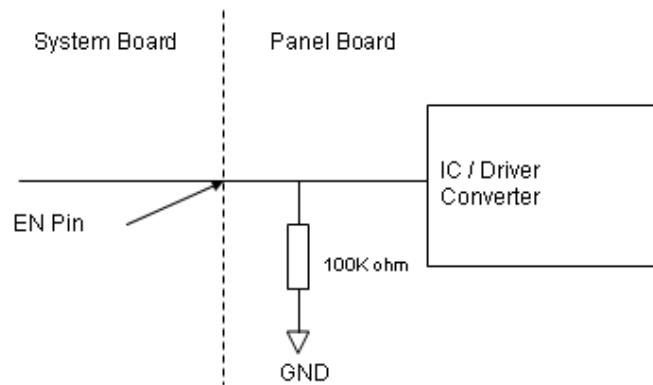 System Board
Panel Board
IC / Driver
Converter
EN Pin
100K ohm
GND